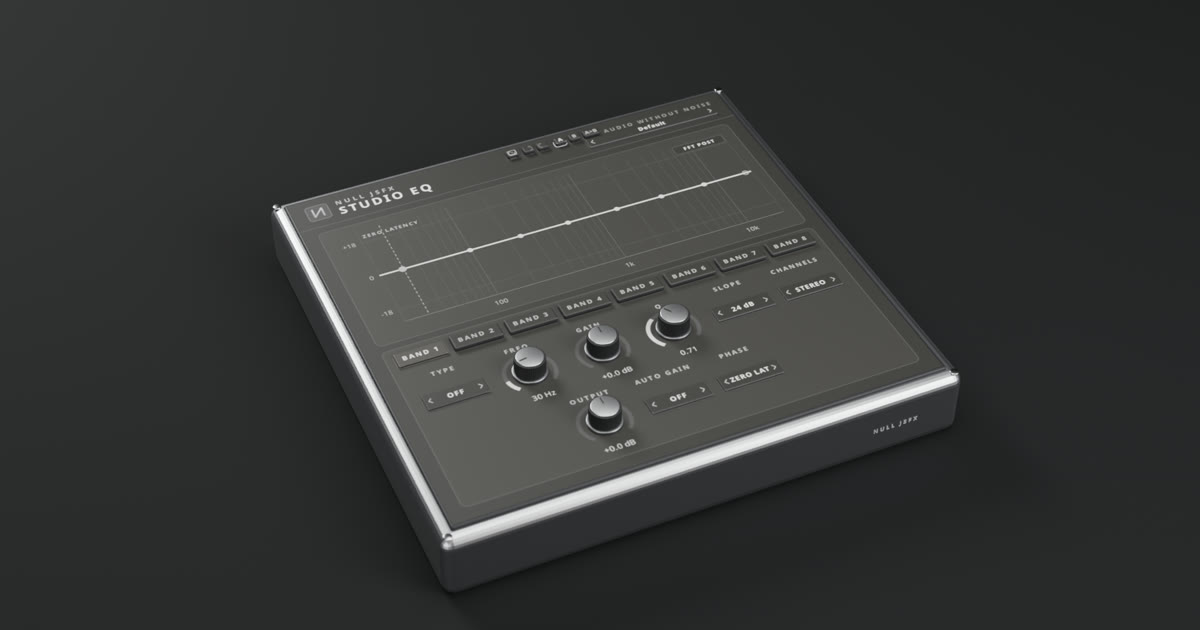 NULL JSFX
STUDIO EQ
A
B
A>B
AUDIO WITHOUT NOISE
< Default >
FFT POST
ZERO LATENCY
+18
0
-18
100
1k
10k
BAND 1
BAND 2
BAND 3
BAND 4
BAND 5
BAND 6
BAND 7
BAND 8
TYPE
< OFF >
FREQ
30 Hz
GAIN
+0.0 dB
Q
0.71
SLOPE
< 24 dB >
CHANNELS
< STEREO >
OUTPUT
+0.0 dB
AUTO GAIN
< OFF >
PHASE
< ZERO LAT >
NULL JSFX